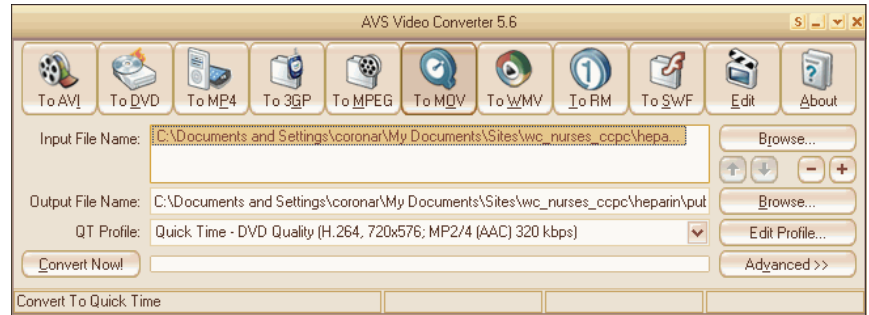 AVS Video Converter 5.6
S
To AVI To DVD To MP4 To 3GP To MPEG To MOV To WMV To RM To SWF Edit About
Input File Name: C:\Documents and Settings\coronar\My Documents\Sites\wc_nurses_ccpc\hepa... Browse...
Output File Name: C:\Documents and Settings\coronar\My Documents\Sites\wc_nurses_ccpc\heparin\put Browse...
QT Profile: Quick Time - DVD Quality (H.264, 720x576; MP2/4 (AAC) 320 kbps) Edit Profile...
Convert Now! Advanced >>
Convert To Quick Time